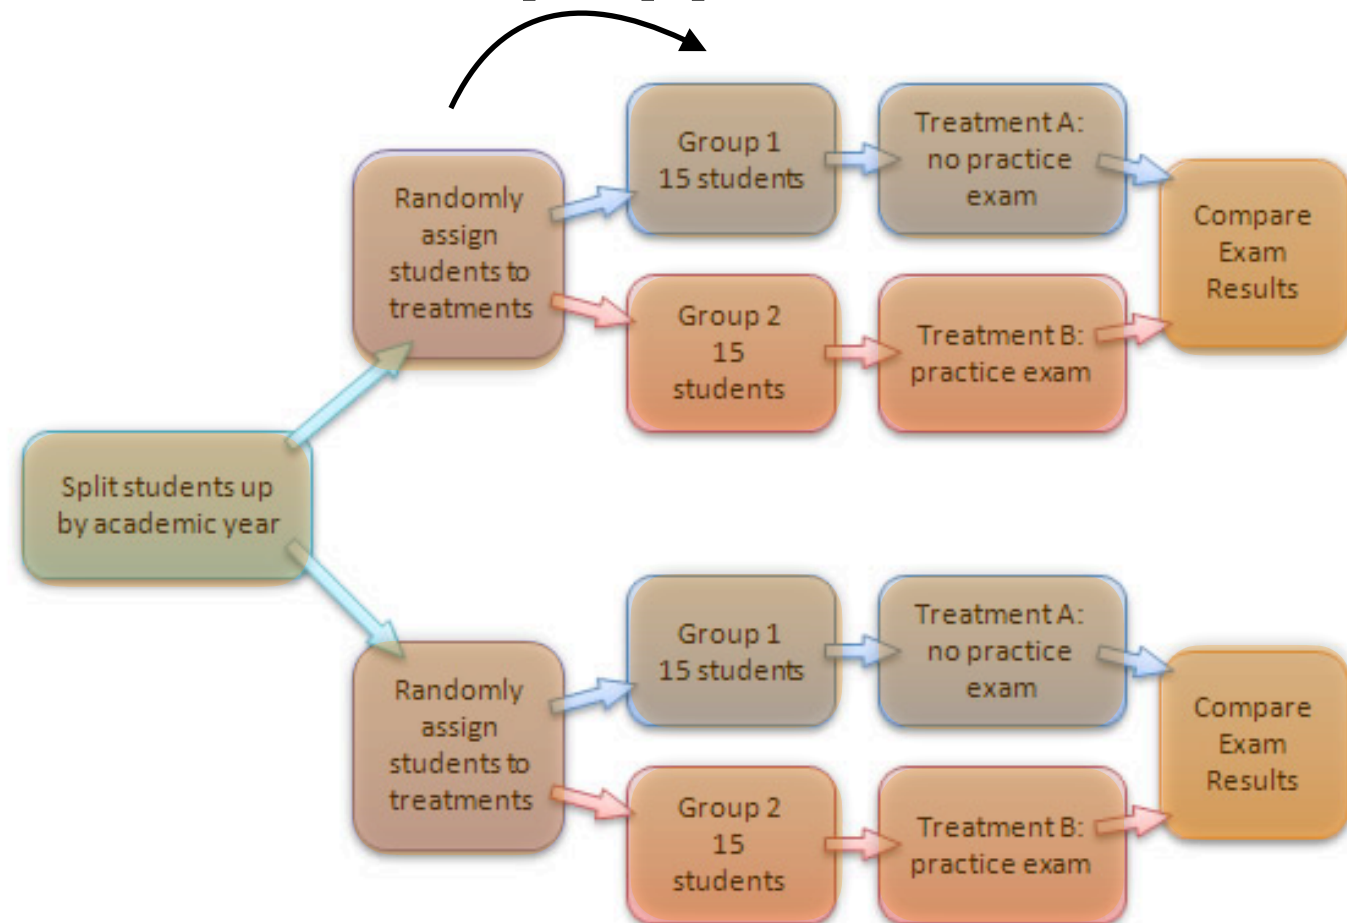 Split students up
by academic year
Randomly
assign
students to
treatments
Group 1
15 students
Treatment A:
no practice
exam
Group 2
15
students
Treatment B:
practice exam
Compare
Exam
Results
Randomly
assign
students to
treatments
Group 1
15 students
Treatment A:
no practice
exam
Group 2
15
students
Treatment B:
practice exam
Compare
Exam
Results